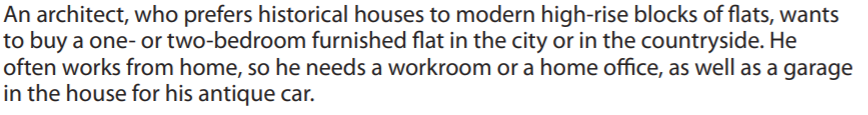 An architect, who prefers historical houses to modern high-rise blocks of flats, wants
to buy a one- or two-bedroom furnished flat in the city or in the countryside. He
often works from home, so he needs a workroom or a home office, as well as a garage
in the house for his antique car.